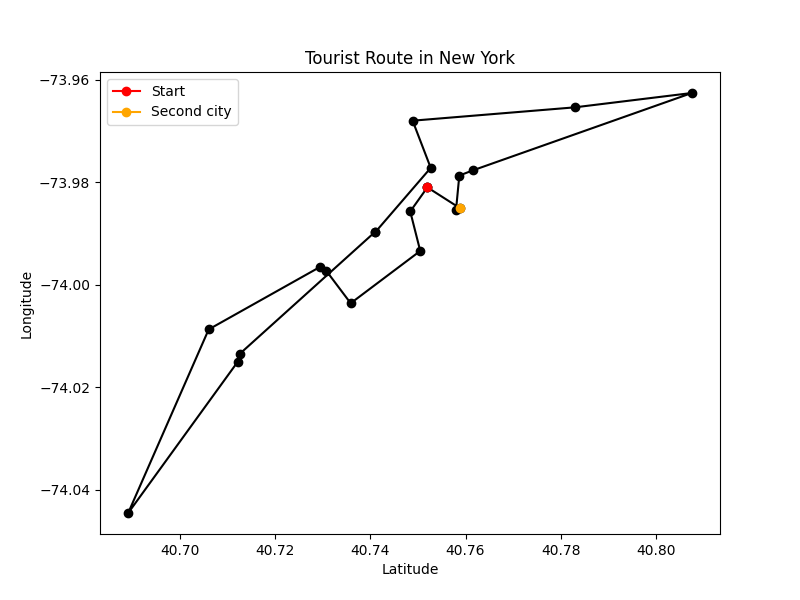 Tourist Route in New York
Start
Second city
−73.96
−73.98
−74.00
−74.02
−74.04
Longitude
40.70 40.72 40.74 40.76 40.78 40.80
Latitude